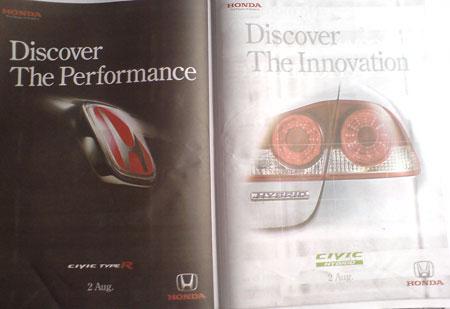 HONDA
Discover
The Performance
CIVIC TYPE R
2 Aug.
HONDA
HONDA
Discover
The Innovation
HYBRID
CIVIC
HYBRID
2 Aug.
HONDA